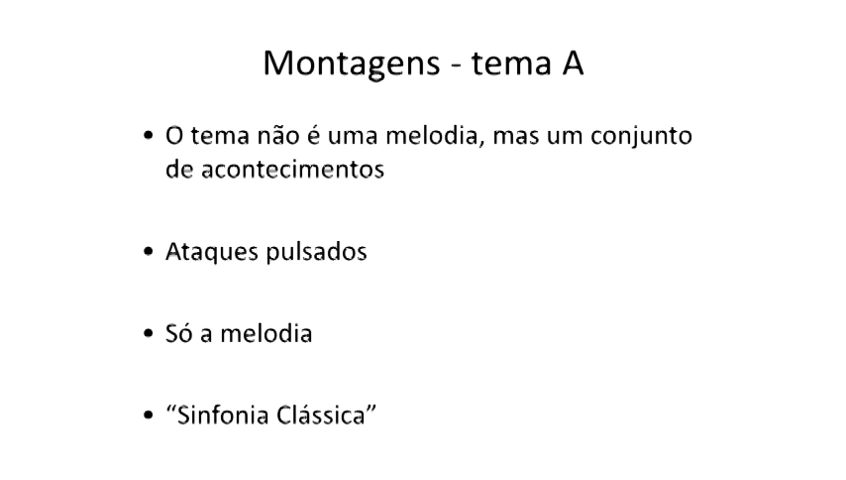 Montagens - tema A
• O tema não é uma melodia, mas um conjunto
de acontecimentos
• Ataques pulsados
• Só a melodia
• “Sinfonia Clássica”